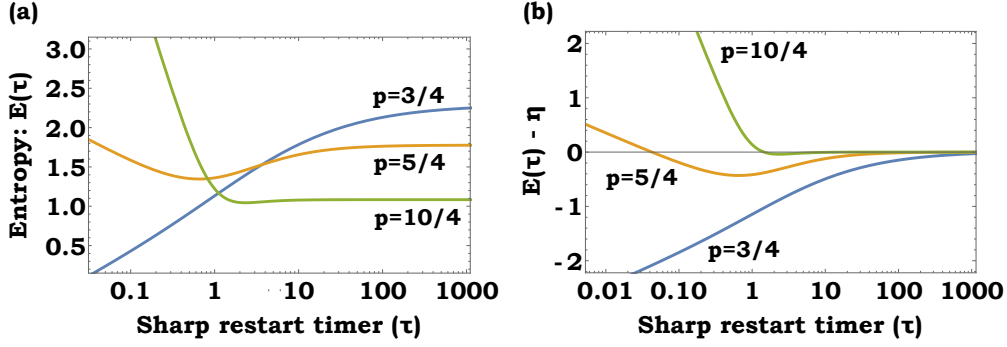 (a)
Entropy: E(τ)
3.0
2.5
2.0
1.5
1.0
0.5
p=3/4
p=5/4
p=10/4
0.1
1
10
100
1000
Sharp restart timer (τ)
(b)
E(τ) - η
2
1
0
-1
-2
p=10/4
p=5/4
p=3/4
0.005
0.10
1
10
100
1000
Sharp restart timer (τ)